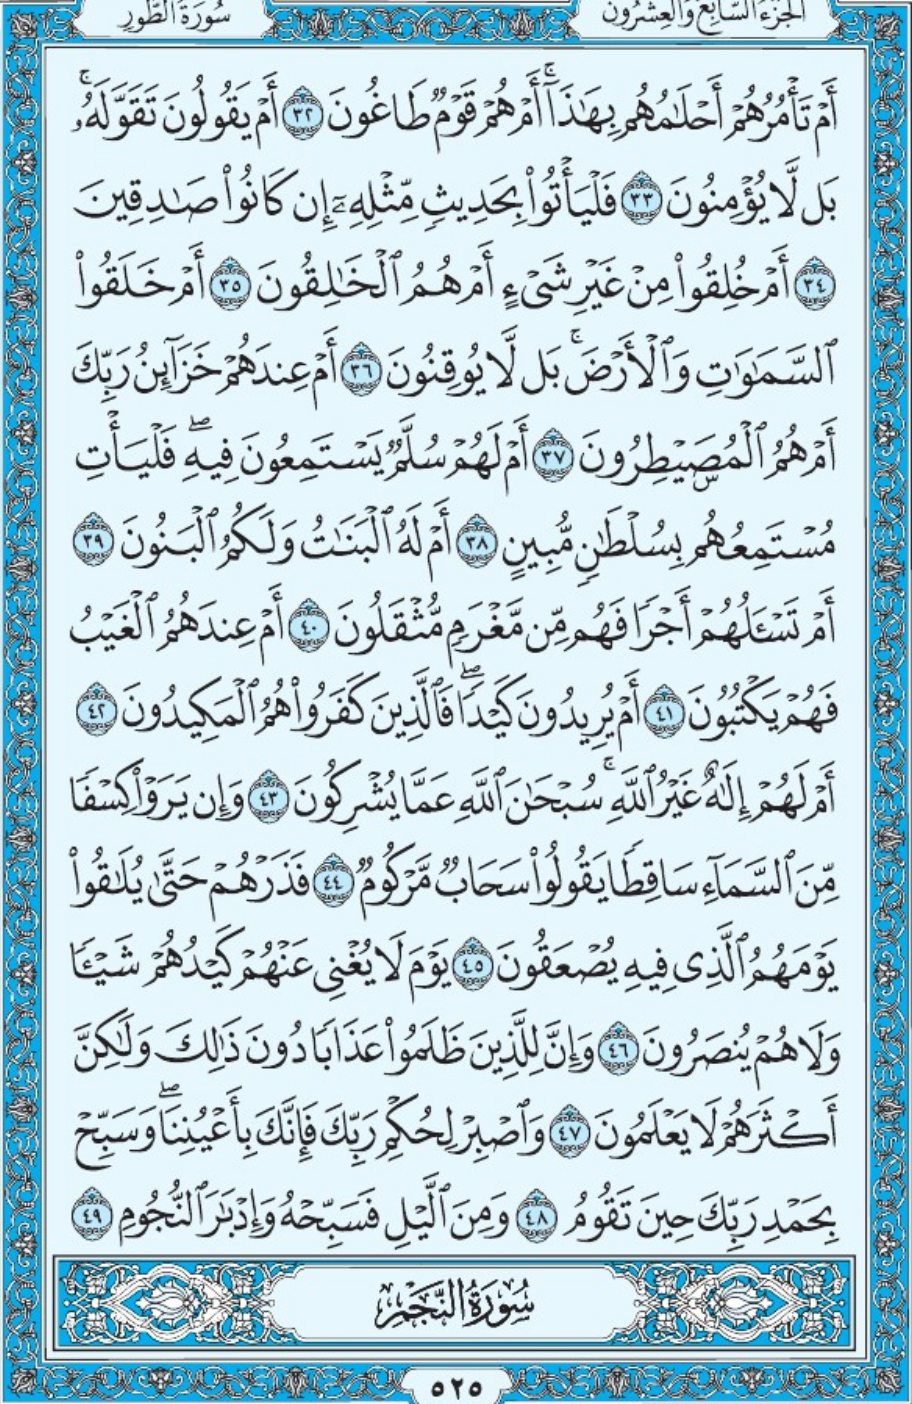 الجزء السابع والعشرون
سورة الطور
أَمۡ تَأۡمُرُهُمۡ أَحۡلَٰمُهُم بِهَٰذَآۚ أَمۡ هُمۡ قَوۡمٞ طَاغُونَ ٣٢ أَمۡ يَقُولُونَ تَقَوَّلَهُۥۚ
بَل لَّا يُؤۡمِنُونَ ٣٣ فَلۡيَأۡتُواْ بِحَدِيثٖ مِّثۡلِهِۦٓ إِن كَانُواْ صَٰدِقِينَ
٣٤ أَمۡ خُلِقُواْ مِنۡ غَيۡرِ شَيۡءٍ أَمۡ هُمُ ٱلۡخَٰلِقُونَ ٣٥ أَمۡ خَلَقُواْ
ٱلسَّمَٰوَٰتِ وَٱلۡأَرۡضَۚ بَل لَّا يُوقِنُونَ ٣٦ أَمۡ عِندَهُمۡ خَزَآئِنُ رَبِّكَ
أَمۡ هُمُ ٱلۡمُصَۜيۡطِرُونَ ٣٧ أَمۡ لَهُمۡ سُلَّمٞ يَسۡتَمِعُونَ فِيهِۖ فَلۡيَأۡتِ
مُسۡتَمِعُهُم بِسُلۡطَٰنٖ مُّبِينٍ ٣٨ أَمۡ لَهُ ٱلۡبَنَٰتُ وَلَكُمُ ٱلۡبَنُونَ ٣٩
أَمۡ تَسۡـَٔلُهُمۡ أَجۡرٗا فَهُم مِّن مَّغۡرَمٖ مُّثۡقَلُونَ ٤٠ أَمۡ عِندَهُمُ ٱلۡغَيۡبُ
فَهُمۡ يَكۡتُبُونَ ٤١ أَمۡ يُرِيدُونَ كَيۡدٗاۖ فَٱلَّذِينَ كَفَرُواْ هُمُ ٱلۡمَكِيدُونَ ٤٢
أَمۡ لَهُمۡ إِلَٰهٌ غَيۡرُ ٱللَّهِۚ سُبۡحَٰنَ ٱللَّهِ عَمَّا يُشۡرِكُونَ ٤٣ وَإِن يَرَوۡاْ كِسۡفٗا
مِّنَ ٱلسَّمَآءِ سَاقِطٗا يَقُولُواْ سَحَابٞ مَّرۡكُومٞ ٤٤ فَذَرۡهُمۡ حَتَّىٰ يُلَٰقُواْ
يَوۡمَهُمُ ٱلَّذِي فِيهِ يُصۡعَقُونَ ٤٥ يَوۡمَ لَا يُغۡنِي عَنۡهُمۡ كَيۡدُهُمۡ شَيۡـٔٗا
وَلَا هُمۡ يُنصَرُونَ ٤٦ وَإِنَّ لِلَّذِينَ ظَلَمُواْ عَذَابٗا دُونَ ذَٰلِكَ وَلَٰكِنَّ
أَكۡثَرَهُمۡ لَا يَعۡلَمُونَ ٤٧ وَٱصۡبِرۡ لِحُكۡمِ رَبِّكَ فَإِنَّكَ بِأَعۡيُنِنَاۖ وَسَبِّحۡ
بِحَمۡدِ رَبِّكَ حِينَ تَقُومُ ٤٨ وَمِنَ ٱلَّيۡلِ فَسَبِّحۡهُ وَإِدۡبَٰرَ ٱلنُّجُومِ ٤٩
سُورَةُ النَّجۡمِ
٥٢٥